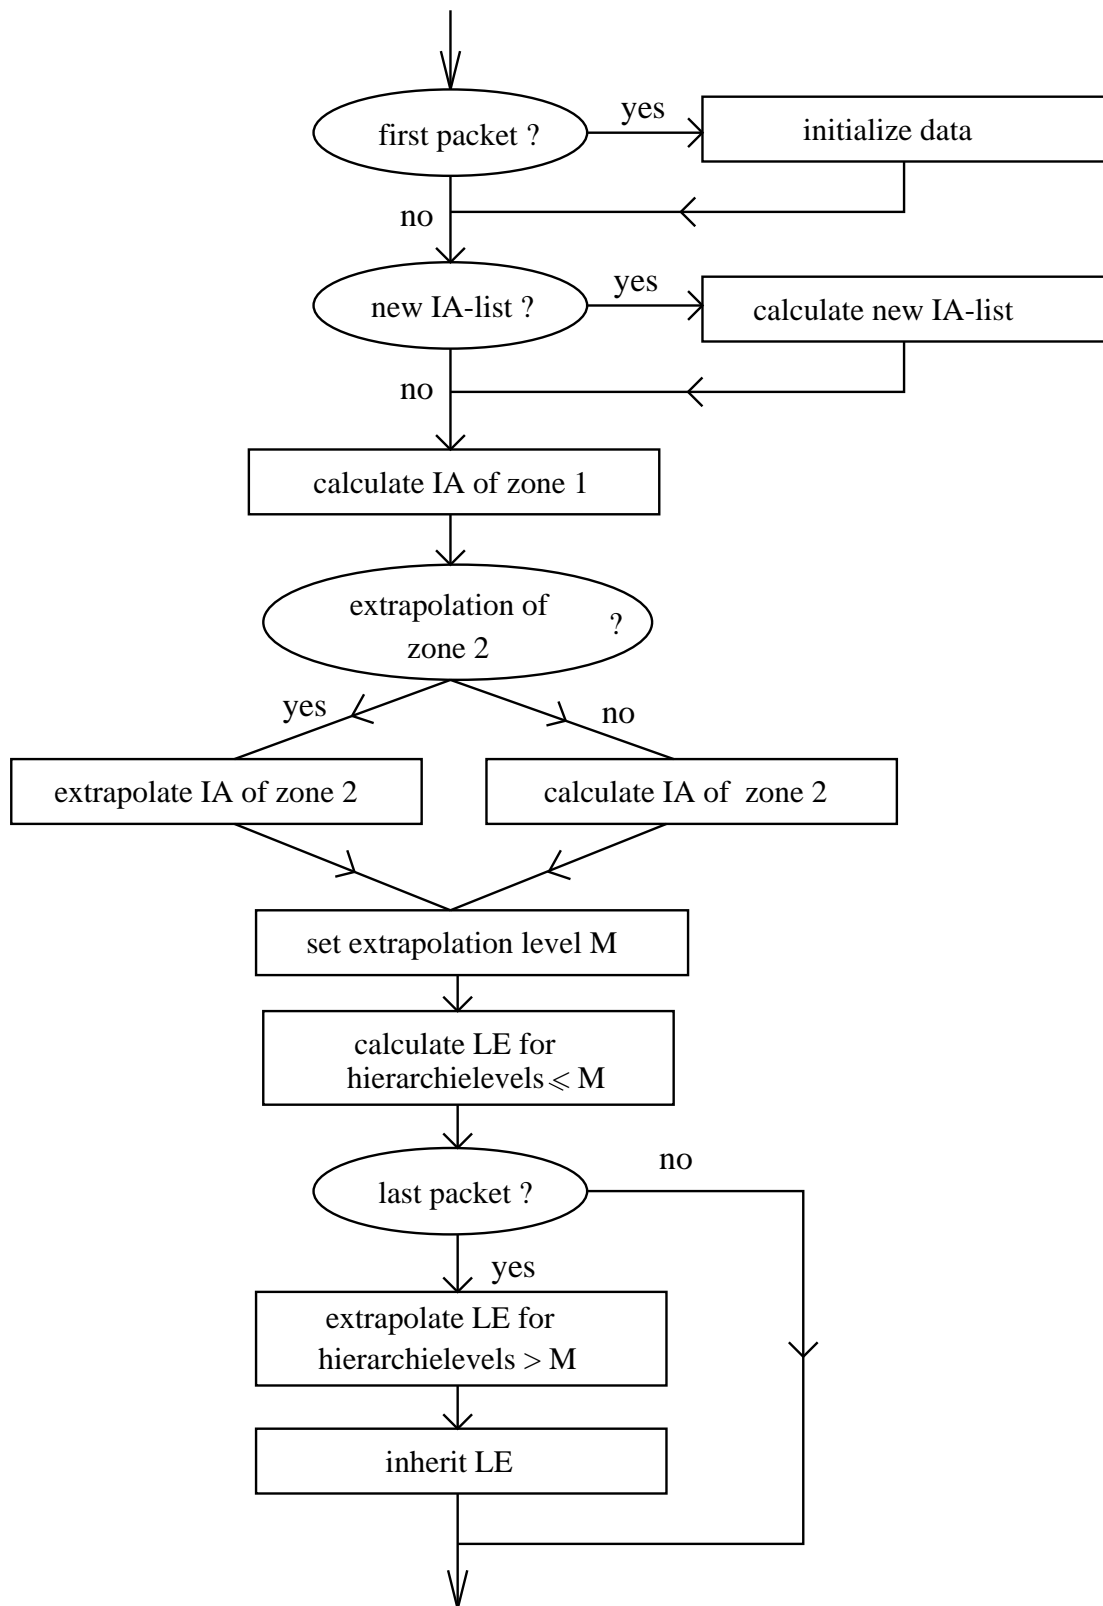 first packet ?
yes
initialize data
no
new IA-list ?
yes
calculate new IA-list
no
calculate IA of zone 1
extrapolation of
zone 2
?
yes
no
extrapolate IA of zone 2
calculate IA of zone 2
set extrapolation level M
calculate LE for
hierarchielevels ⩽ M
last packet ?
no
yes
extrapolate LE for
hierarchielevels > M
inherit LE